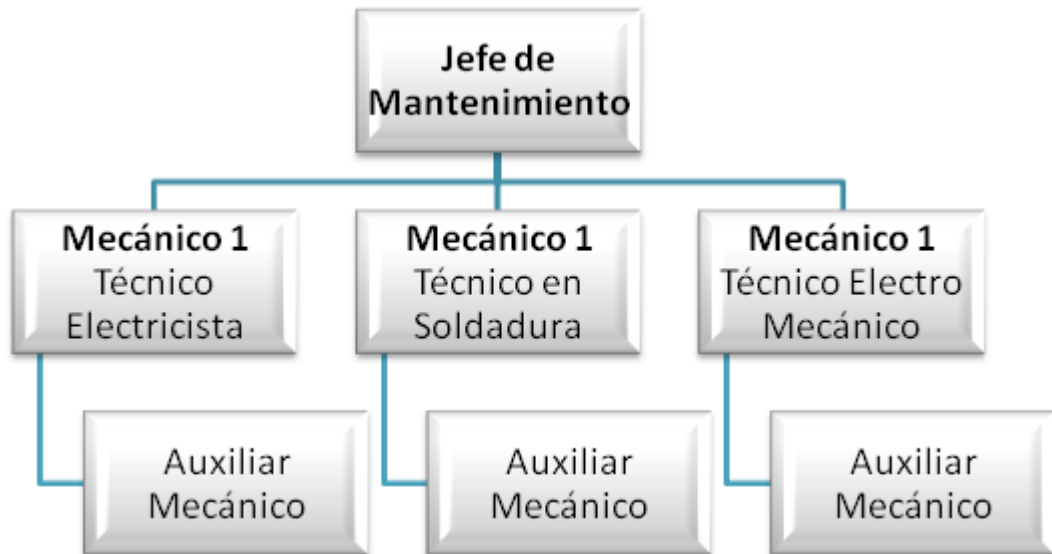 Jefe de
Mantenimiento
Mecánico 1
Técnico
Electricista
Mecánico 1
Técnico en
Soldadura
Mecánico 1
Técnico Electro
Mecánico
Auxiliar
Mecánico
Auxiliar
Mecánico
Auxiliar
Mecánico